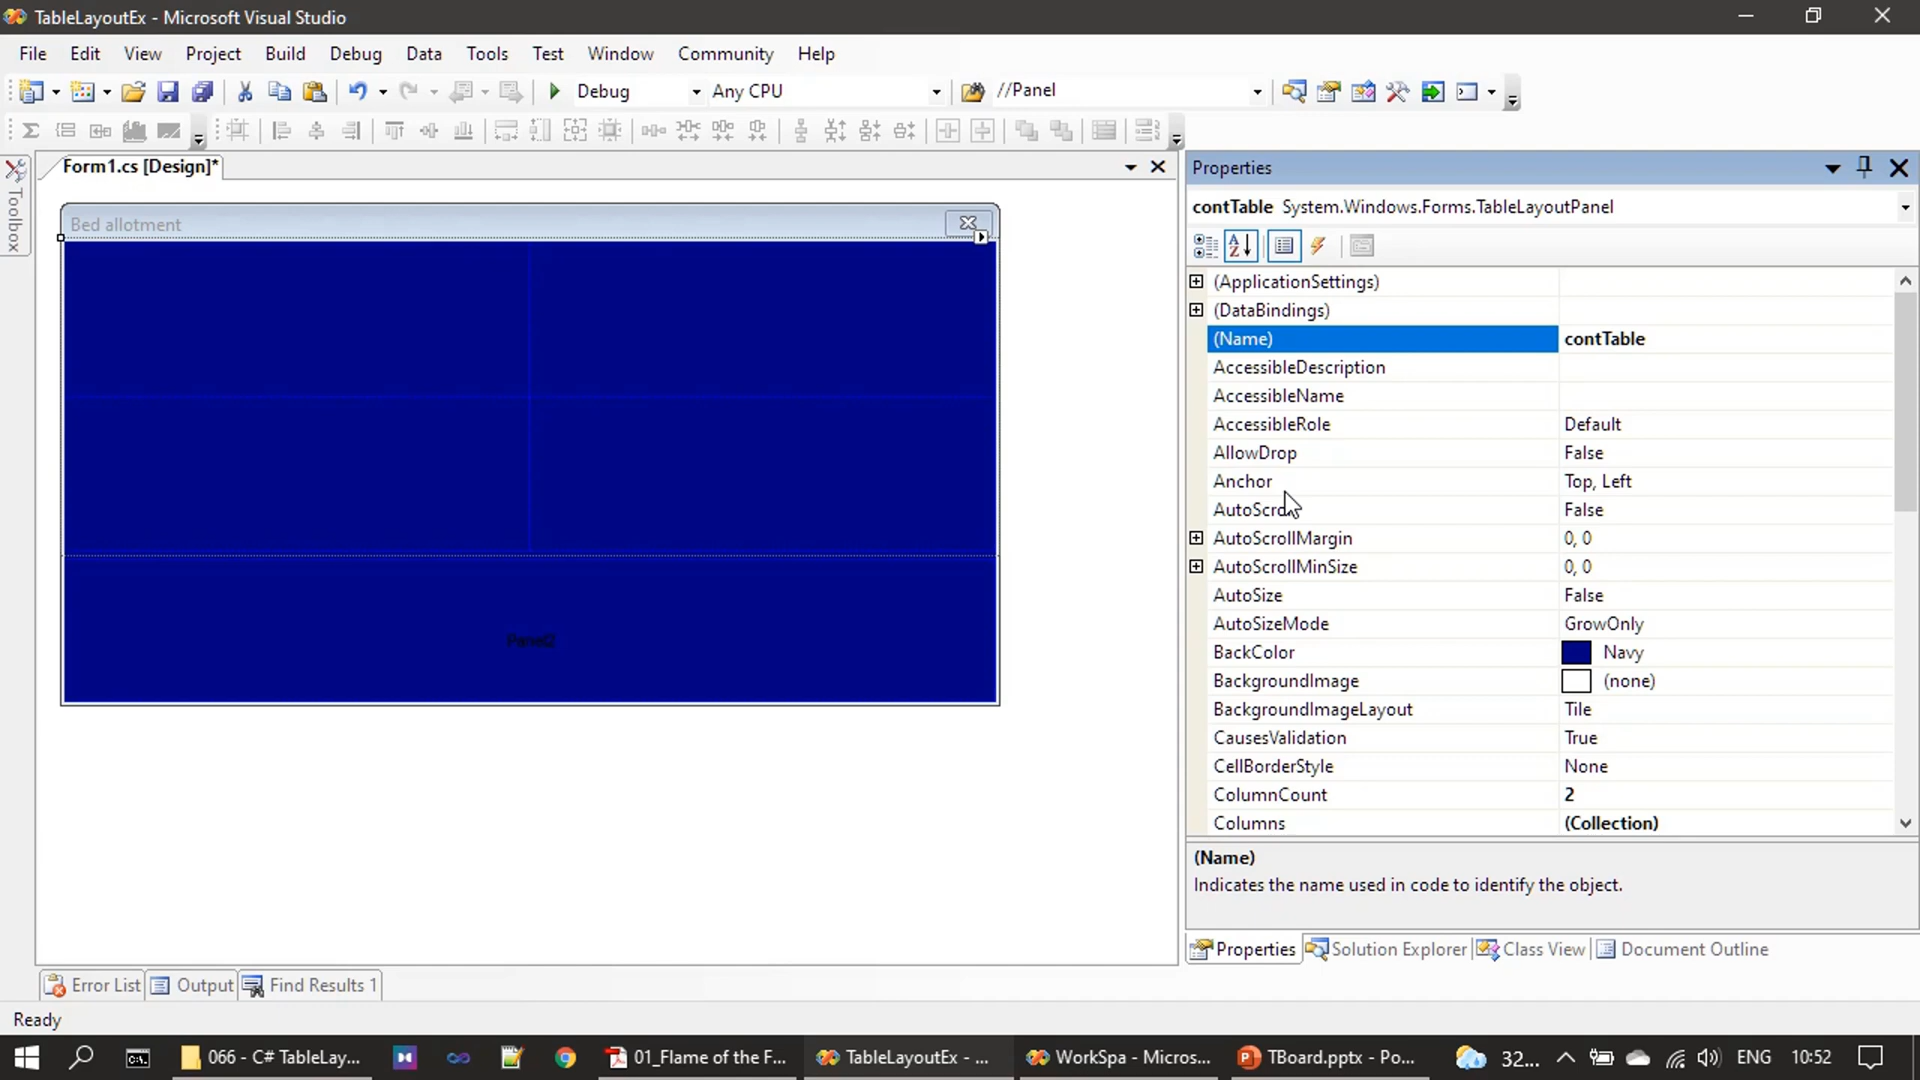 TableLayoutEx - Microsoft Visual Studio
File Edit View Project Build Debug Data Tools Test Window Community Help
Debug Any CPU //Panel
Form1.cs [Design]*
Toolbox
Bed allotment
Panel2
Properties
contTable System.Windows.Forms.TableLayoutPanel
(ApplicationSettings)
(DataBindings)
(Name) contTable
AccessibleDescription
AccessibleName
AccessibleRole Default
AllowDrop False
Anchor Top, Left
AutoScroll False
AutoScrollMargin 0, 0
AutoScrollMinSize 0, 0
AutoSize False
AutoSizeMode GrowOnly
BackColor Navy
BackgroundImage (none)
BackgroundImageLayout Tile
CausesValidation True
CellBorderStyle None
ColumnCount 2
Columns (Collection)
(Name)
Indicates the name used in code to identify the object.
Properties Solution Explorer Class View Document Outline
Error List Output Find Results 1
Ready
066 - C# TableLay... 01_Flame of the F... TableLayoutEx - ... WorkSpa - Micros... TBoard.pptx - Po... 32... ENG 10:52